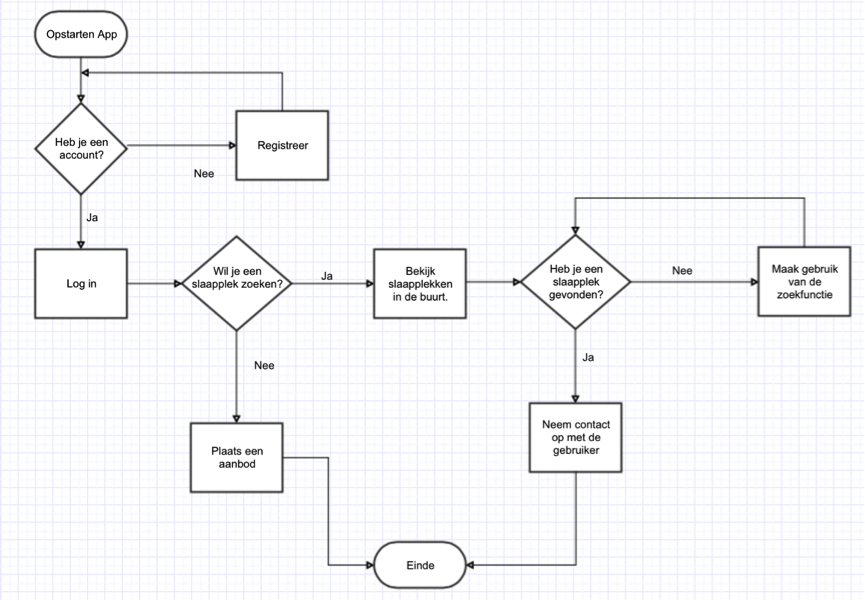 Opstarten App
Heb je een
account?
Nee
Registreer
Ja
Log in
Wil je een
slaapplek zoeken?
Ja
Bekijk
slaapplekken
in de buurt.
Heb je een
slaapplek
gevonden?
Nee
Maak gebruik
van de
zoekfunctie
Nee
Ja
Plaats een
aanbod
Neem contact
op met de
gebruiker
Einde